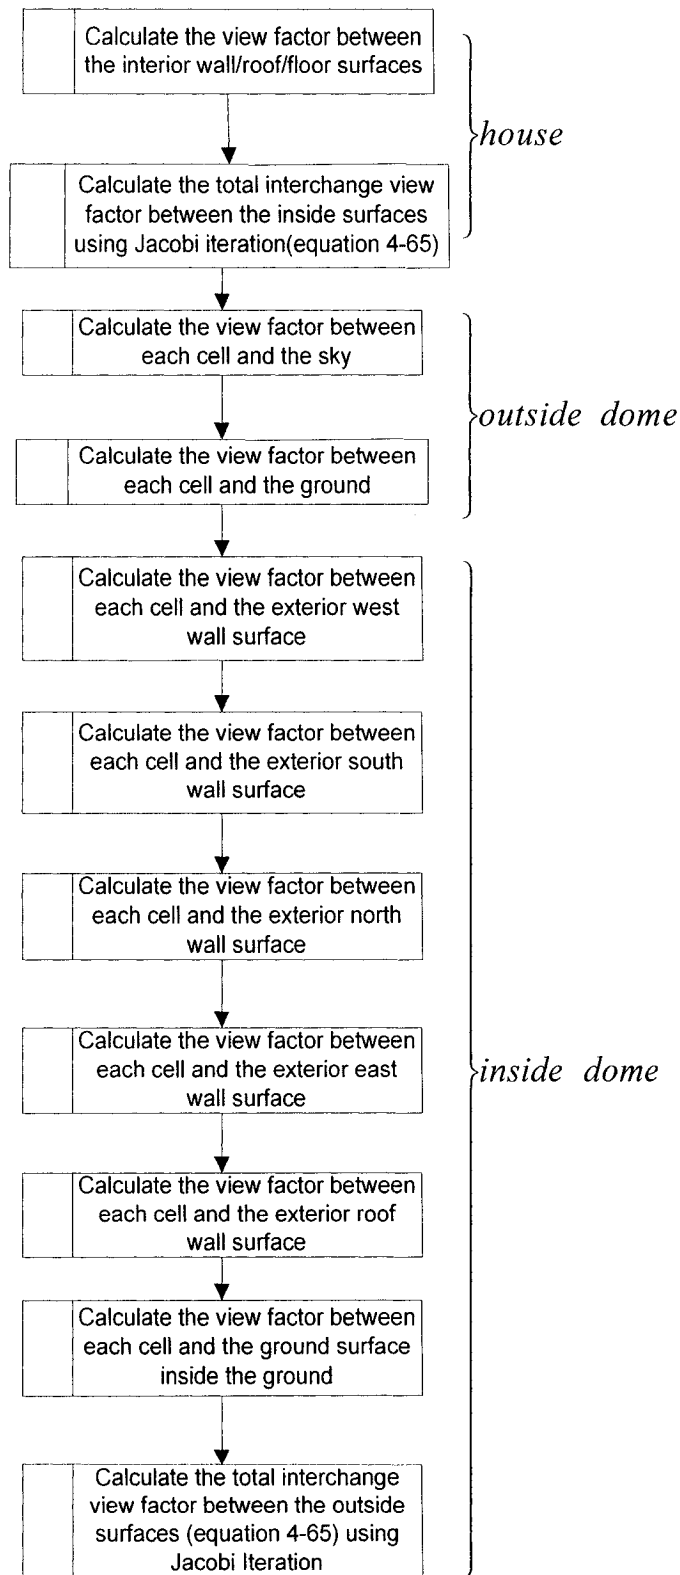 Calculate the view factor between
the interior wall/roof/floor surfaces
house
Calculate the total interchange view
factor between the inside surfaces
using Jacobi iteration(equation 4-65)
Calculate the view factor between
each cell and the sky
outside dome
Calculate the view factor between
each cell and the ground
Calculate the view factor between
each cell and the exterior west
wall surface
Calculate the view factor between
each cell and the exterior south
wall surface
Calculate the view factor between
each cell and the exterior north
wall surface
Calculate the view factor between
each cell and the exterior east
wall surface
inside dome
Calculate the view factor between
each cell and the exterior roof
wall surface
Calculate the view factor between
each cell and the ground surface
inside the ground
Calculate the total interchange
view factor between the outside
surfaces (equation 4-65) using
Jacobi Iteration